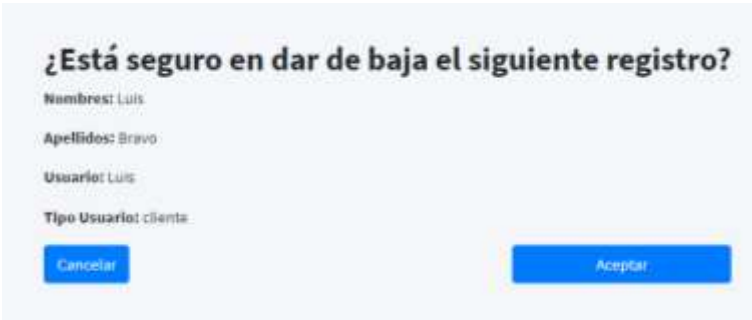 ¿Está seguro en dar de baja el siguiente registro?
Nombres: Luis
Apellidos: Bravo
Usuario: Luis
Tipo Usuario: cliente
Cancelar
Aceptar